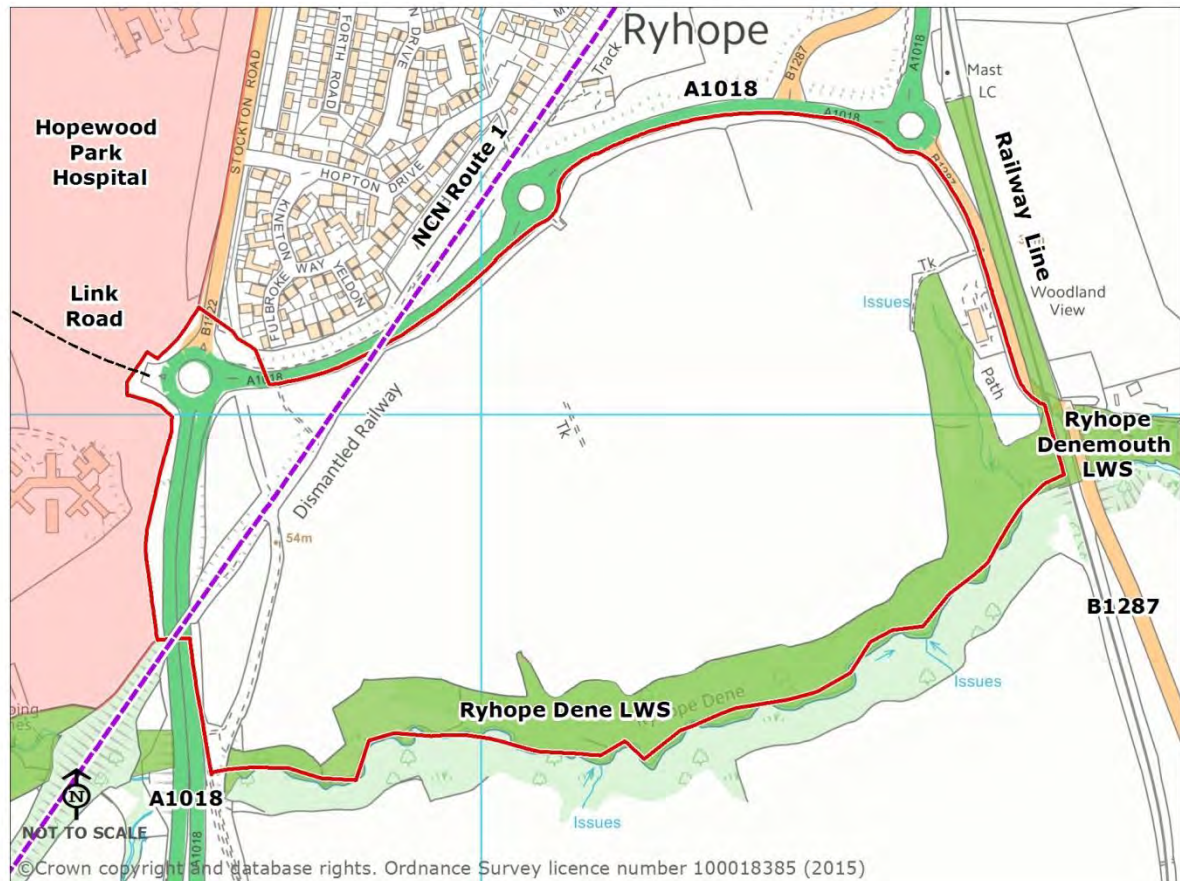 Ryhope
FORTH ROAD
DRIVE
DRIVE
STOCKTON ROAD
Track
B1287
A1018
A1018
A1018
Mast
LC
Hopewood
Park
Hospital
NCN Route 1
HOPTON DRIVE
KINETON
WAY
YELDON
FULBROKE
B1287
Railway Line
Tk
Issues
Woodland
View
Link
Road
A1018
Path
Dismantled Railway
Tk
Ryhope
Denemouth
LWS
54m
B1287
Issues
Ryhope Dene LWS
Ryhope Dene
A1018
N
NOT TO SCALE
Issues
A1018
©Crown copyright and database rights. Ordnance Survey licence number 100018385 (2015)